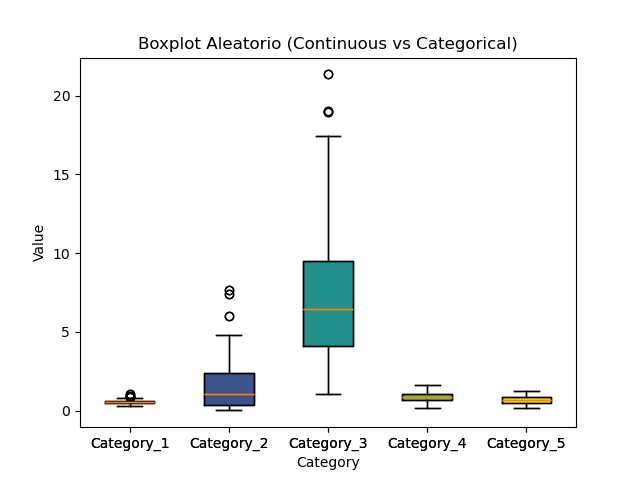 Boxplot Aleatorio (Continuous vs Categorical)
20
15
10
5
0
Value
Category_1 Category_2 Category_3 Category_4 Category_5
Category